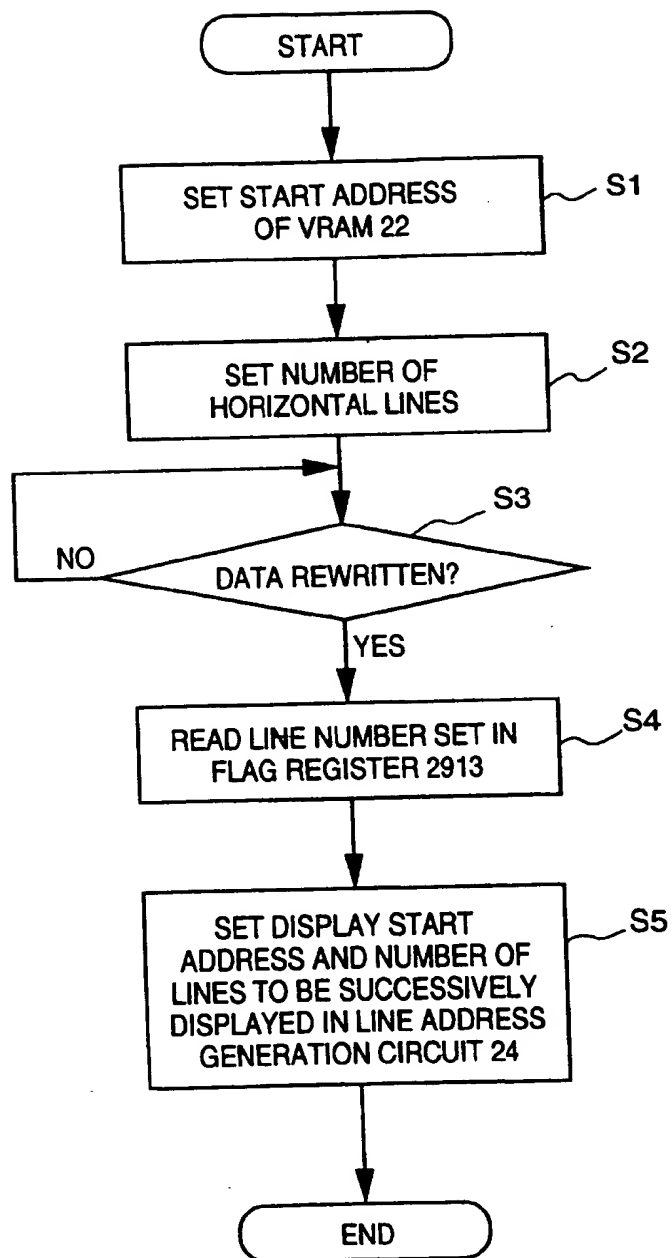 START
SET START ADDRESS
OF VRAM 22
S1
SET NUMBER OF
HORIZONTAL LINES
S2
S3
NO
DATA REWRITTEN?
YES
READ LINE NUMBER SET IN
FLAG REGISTER 2913
S4
SET DISPLAY START
ADDRESS AND NUMBER OF
LINES TO BE SUCCESSIVELY
DISPLAYED IN LINE ADDRESS
GENERATION CIRCUIT 24
S5
END